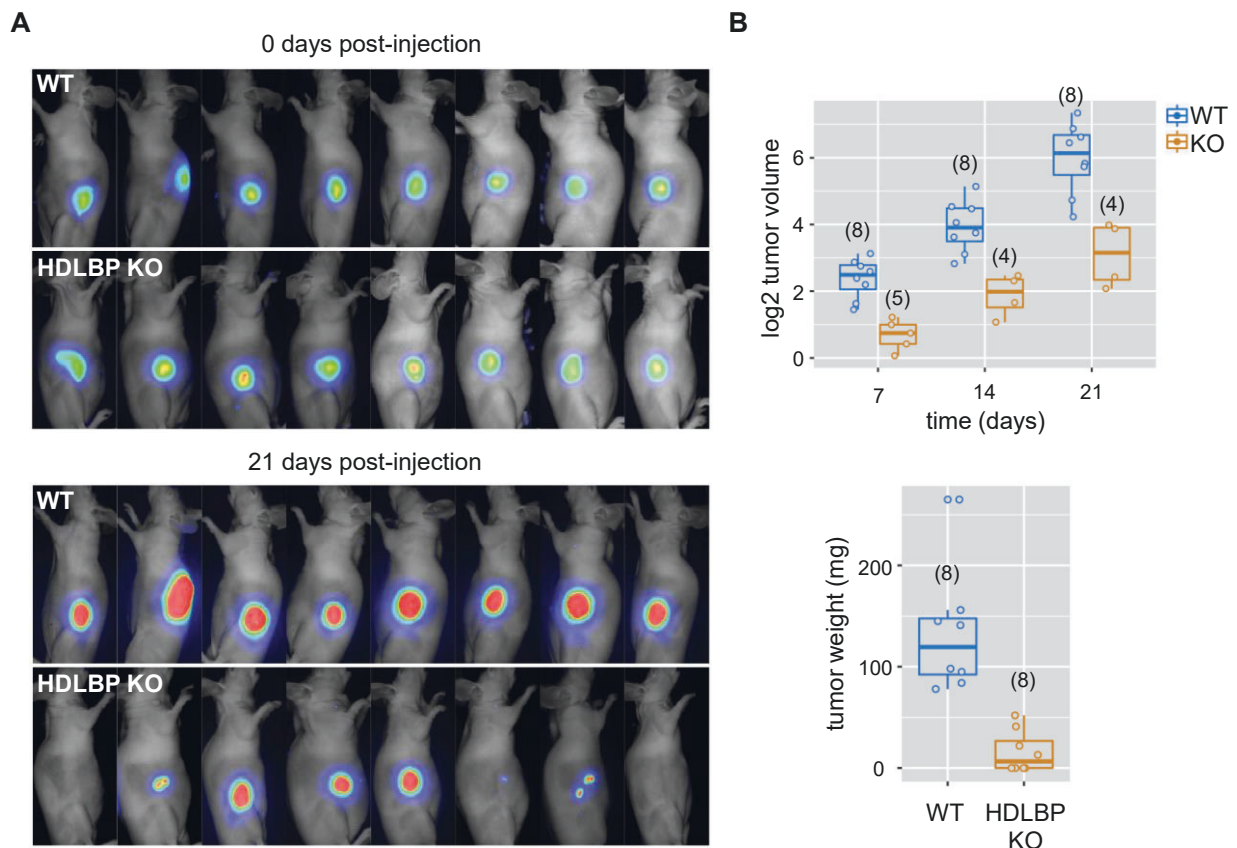 A
0 days post-injection
WT
HDLBP KO
21 days post-injection
WT
HDLBP KO
B
log2 tumor volume
6
4
2
0
(8)
(5)
(8)
(4)
(8)
(4)
7
14
21
time (days)
WT
KO
tumor weight (mg)
200
100
0
(8)
(8)
WT
HDLBP
KO